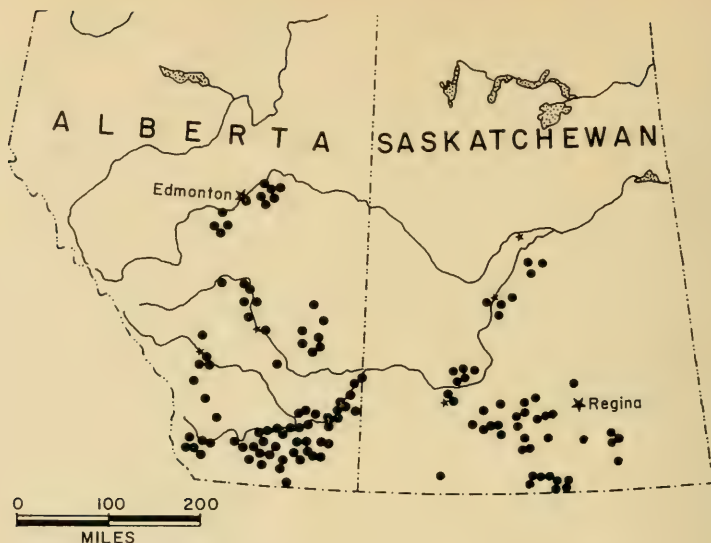 ALBERTA
SASKATCHEWAN
Edmonton
Regina
0 100 200
MILES